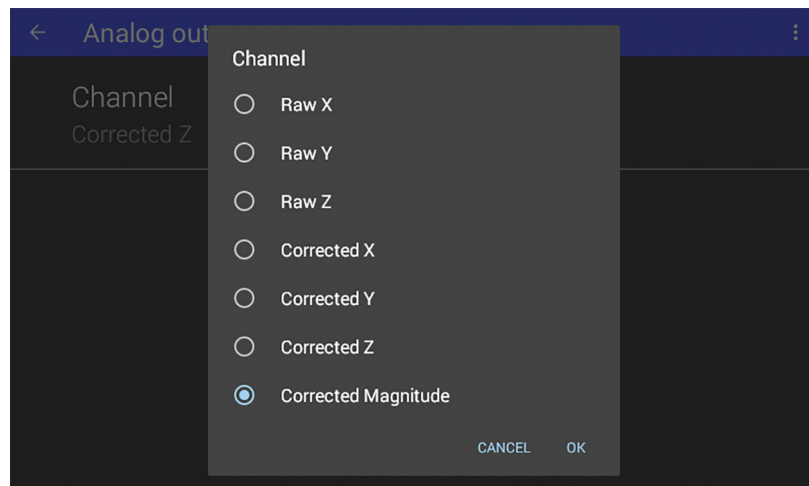 Analog out
Channel
Corrected Z
Channel
Raw X
Raw Y
Raw Z
Corrected X
Corrected Y
Corrected Z
Corrected Magnitude
CANCEL OK